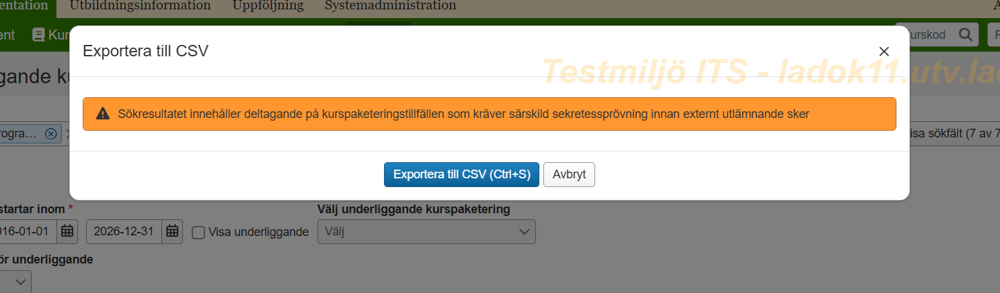 entation Utbildningsinformation Uppföljning Systemadministration A
ent Kur urskod F
Exportera till CSV
gande k
Testmiljö ITS - ladok11.utv.lad
Sökresultatet innehåller deltagande på kurspaketeringstillfällen som kräver särskild sekretessprövning innan externt utlämnande sker
rogra... isa sökfält (7 av 7
Exportera till CSV (Ctrl+S) Avbryt
startar inom * Välj underliggande kurspaketering
016-01-01 2026-12-31 Visa underliggande Välj
ör underliggande